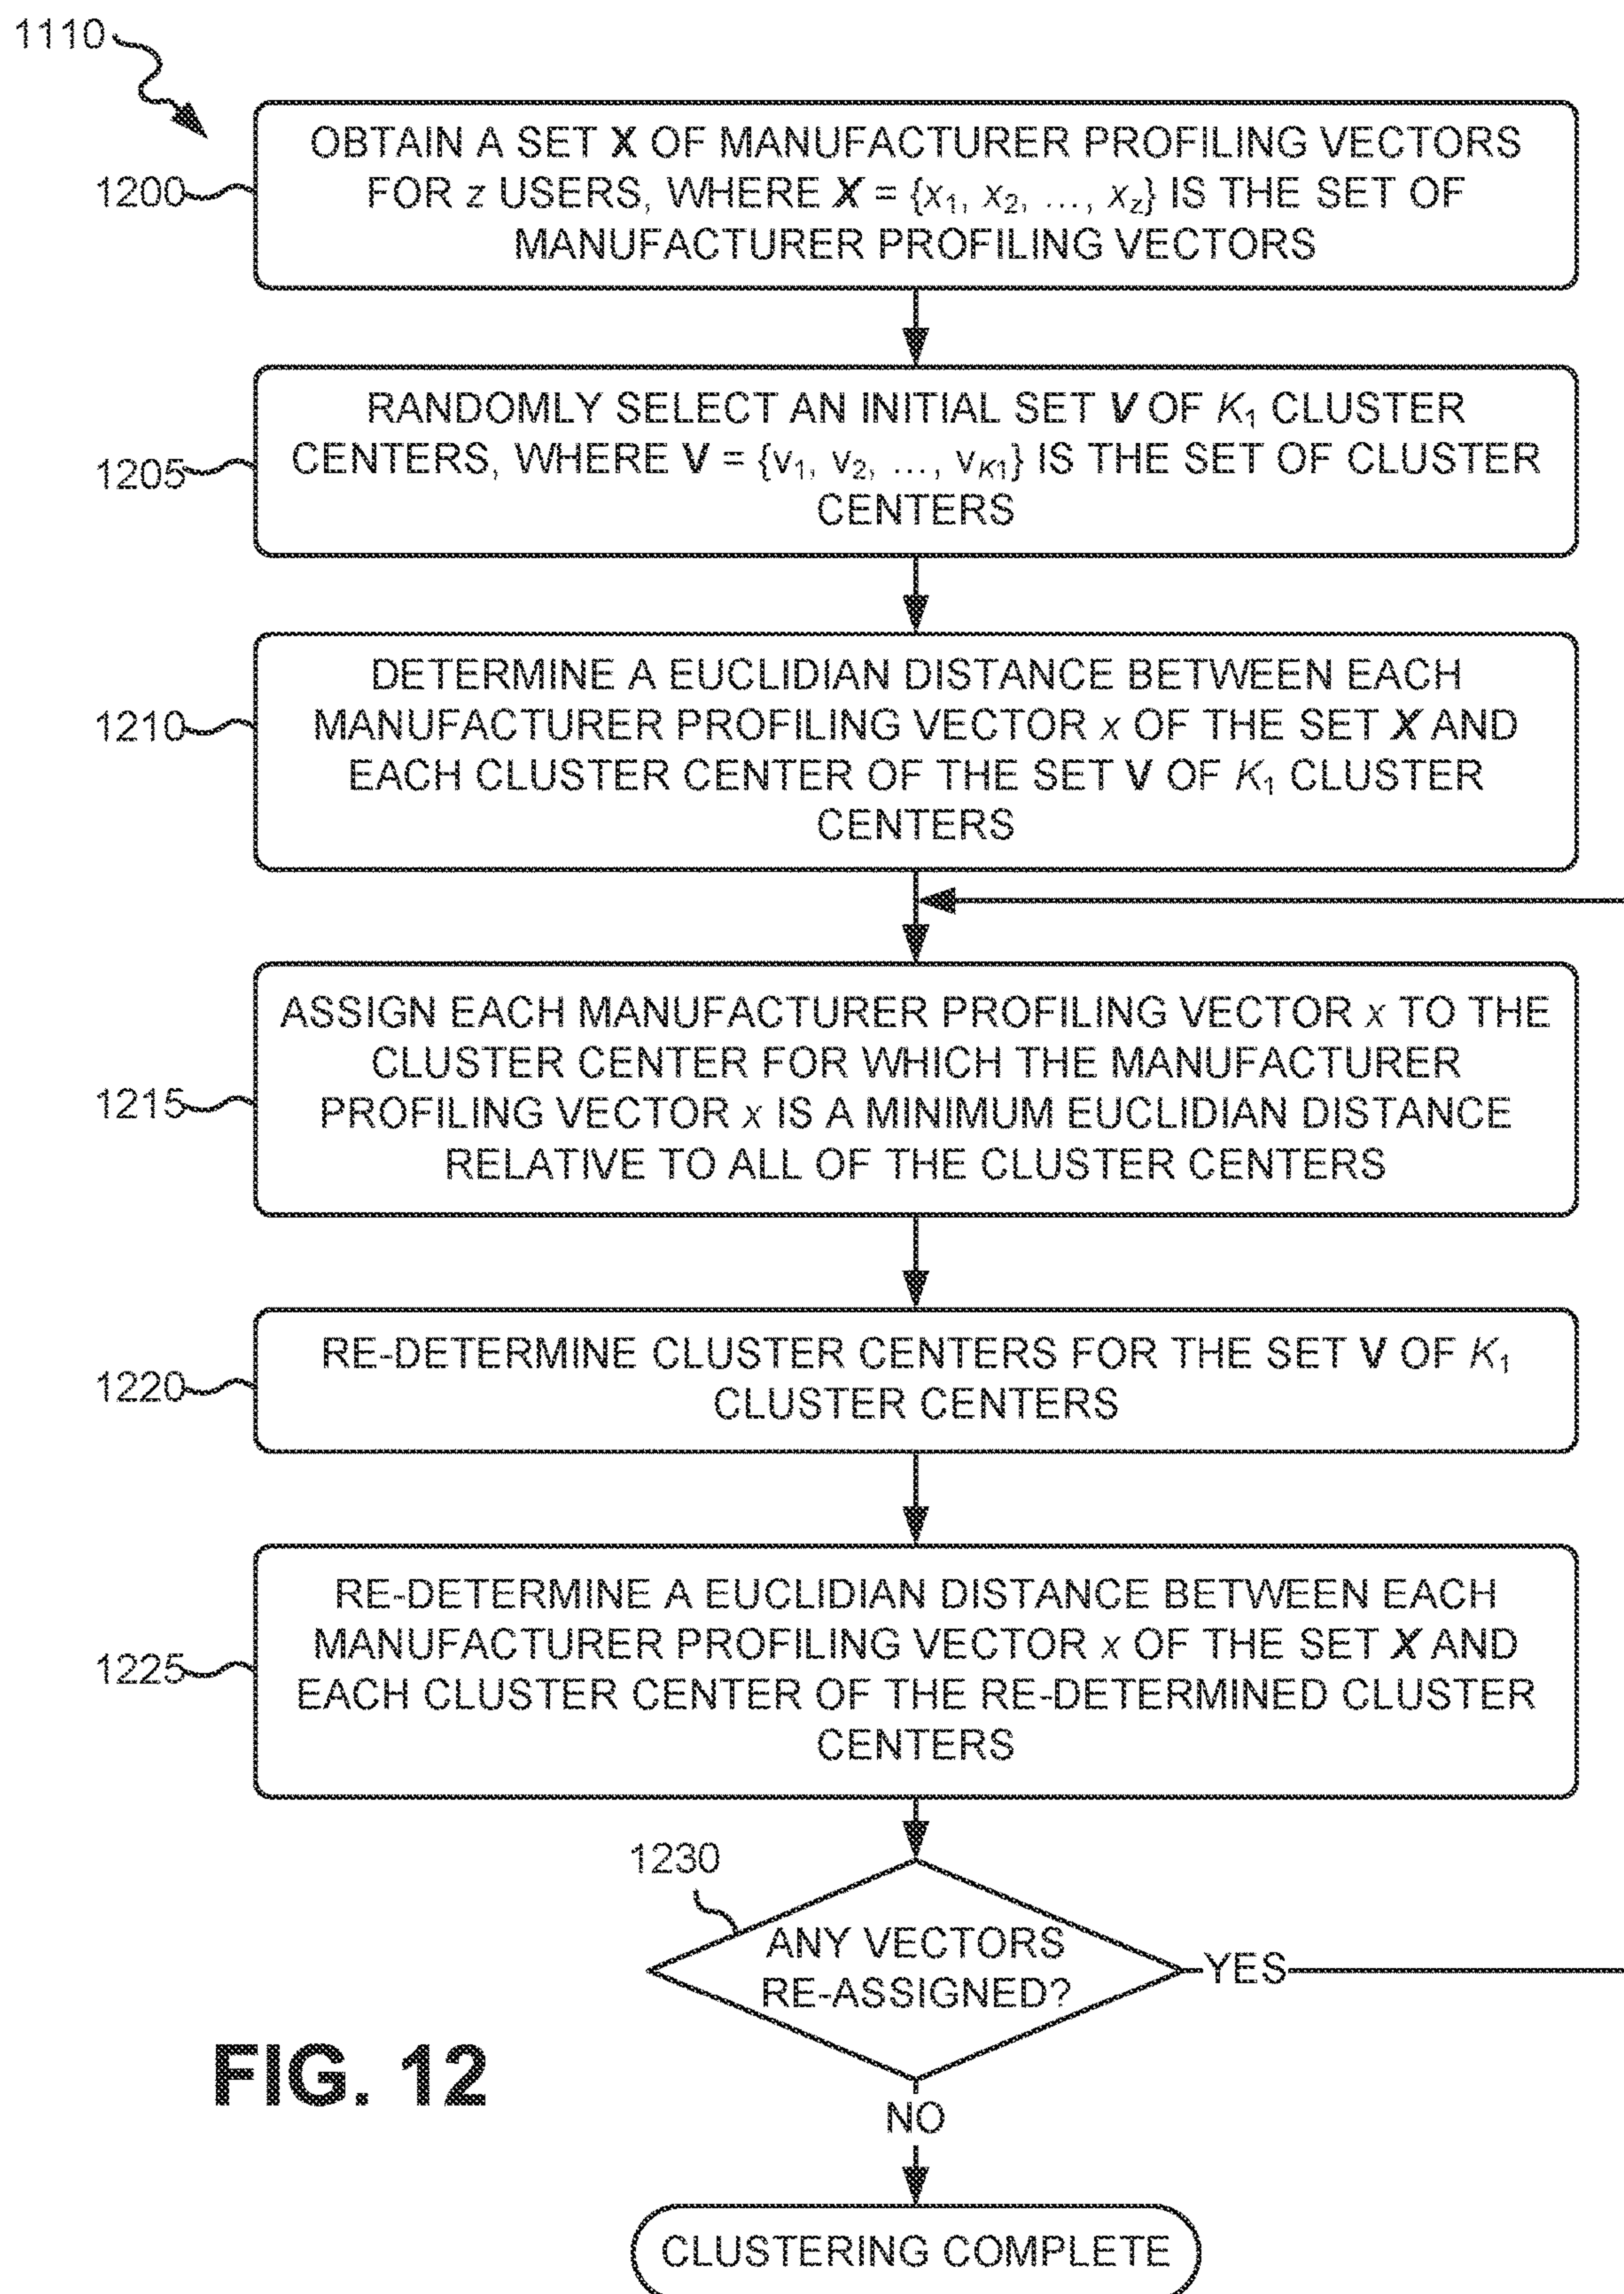 1110
OBTAIN A SET X OF MANUFACTURER PROFILING VECTORS
1200
FOR z USERS, WHERE X = {x₁, x₂, ..., x_z} IS THE SET OF
MANUFACTURER PROFILING VECTORS
RANDOMLY SELECT AN INITIAL SET V OF K₁ CLUSTER
1205
CENTERS, WHERE V = {v₁, v₂, ..., v_K1} IS THE SET OF CLUSTER
CENTERS
DETERMINE A EUCLIDIAN DISTANCE BETWEEN EACH
1210
MANUFACTURER PROFILING VECTOR x OF THE SET X AND
EACH CLUSTER CENTER OF THE SET V OF K₁ CLUSTER
CENTERS
ASSIGN EACH MANUFACTURER PROFILING VECTOR x TO THE
CLUSTER CENTER FOR WHICH THE MANUFACTURER
1215
PROFILING VECTOR x IS A MINIMUM EUCLIDIAN DISTANCE
RELATIVE TO ALL OF THE CLUSTER CENTERS
RE-DETERMINE CLUSTER CENTERS FOR THE SET V OF K₁
1220
CLUSTER CENTERS
RE-DETERMINE A EUCLIDIAN DISTANCE BETWEEN EACH
MANUFACTURER PROFILING VECTOR x OF THE SET X AND
1225
EACH CLUSTER CENTER OF THE RE-DETERMINED CLUSTER
CENTERS
1230
ANY VECTORS
RE-ASSIGNED?
YES
NO
FIG. 12
CLUSTERING COMPLETE